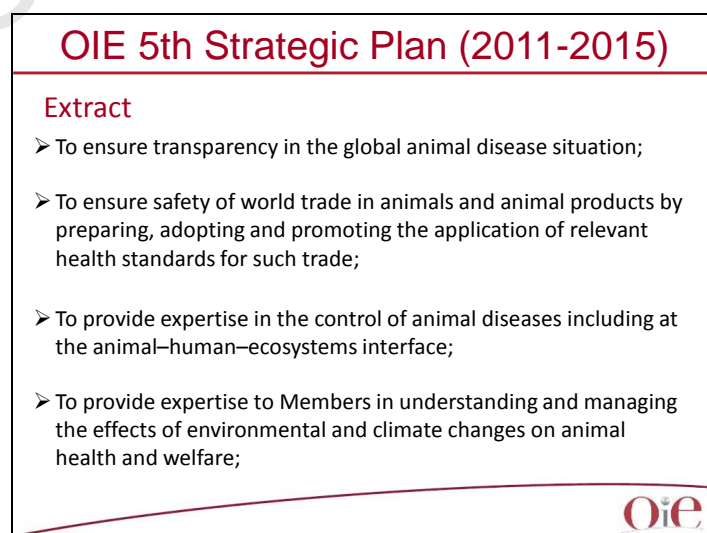 OIE 5th Strategic Plan (2011-2015)
Extract
➢ To ensure transparency in the global animal disease situation;
➢ To ensure safety of world trade in animals and animal products by
preparing, adopting and promoting the application of relevant
health standards for such trade;
➢ To provide expertise in the control of animal diseases including at
the animal–human–ecosystems interface;
➢ To provide expertise to Members in understanding and managing
the effects of environmental and climate changes on animal
health and welfare;
Oie